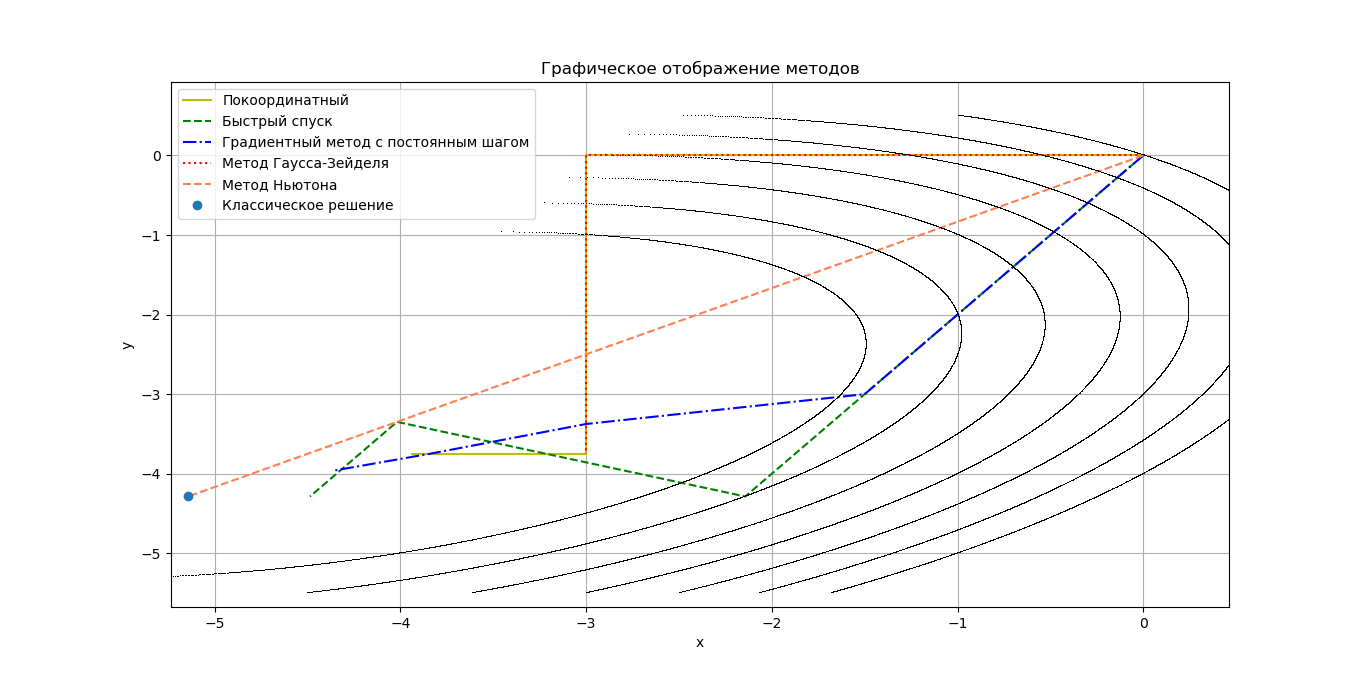 Графическое отображение методов
Покоординатный
Быстрый спуск
Градиентный метод с постоянным шагом
Метод Гаусса-Зейделя
Метод Ньютона
Классическое решение
0
−1
−2
−3
−4
−5
y
−5 −4 −3 −2 −1 0
x